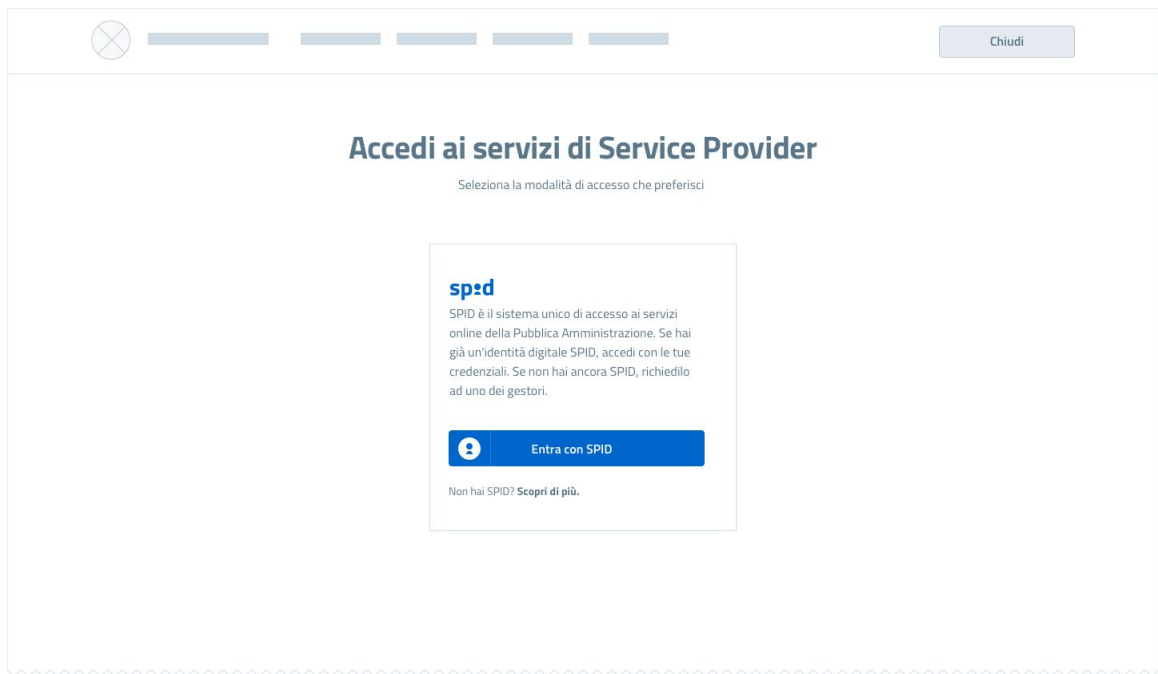 Chiudi
Accedi ai servizi di Service Provider
Seleziona la modalità di accesso che preferisci
spid
SPID è il sistema unico di accesso ai servizi
online della Pubblica Amministrazione. Se hai
già un'identità digitale SPID, accedi con le tue
credenziali. Se non hai ancora SPID, richiedilo
ad uno dei gestori.
Entra con SPID
Non hai SPID? Scopri di più.